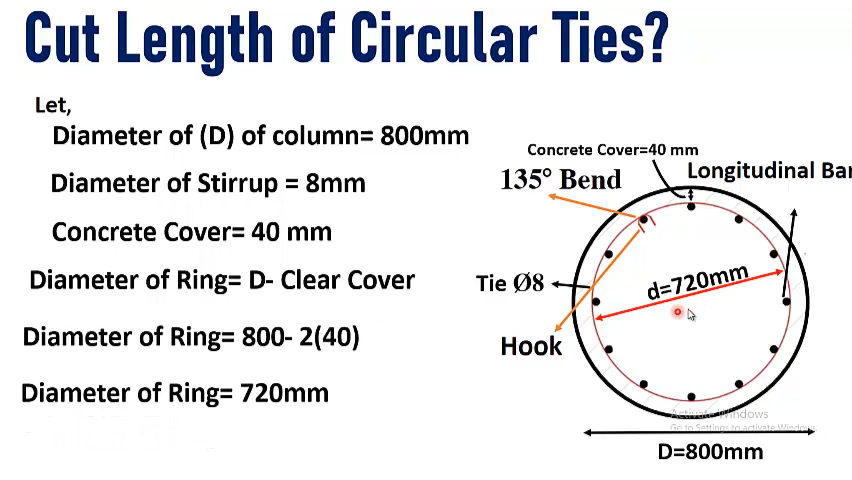 Cut Length of Circular Ties?
Let,
Diameter of (D) of column= 800mm
Diameter of Stirrup = 8mm
Concrete Cover= 40 mm
Diameter of Ring= D- Clear Cover
Diameter of Ring= 800- 2(40)
Diameter of Ring= 720mm
Concrete Cover=40 mm
135° Bend
Longitudinal Bar
Tie Ø8
d=720mm
Hook
Activate Windows
Go to Settings to activate Windows.
D=800mm